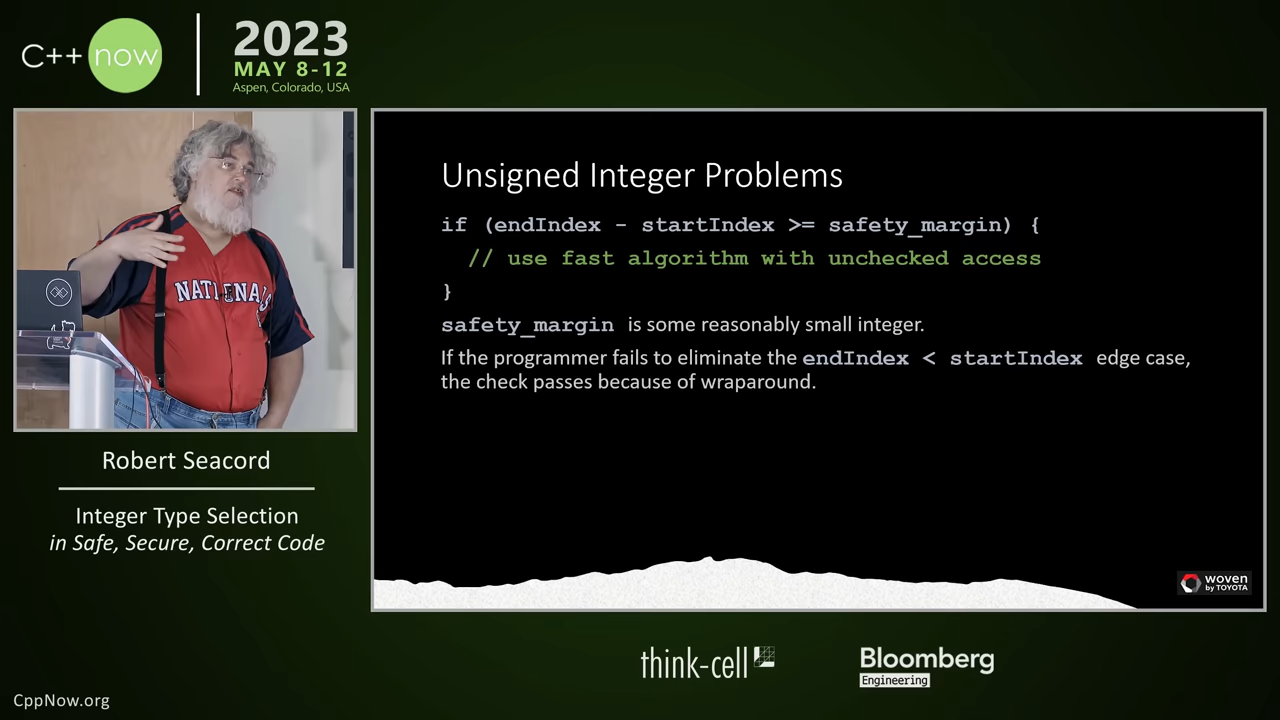 C++ now
2023
MAY 8-12
Aspen, Colorado, USA
NATIONALS
Robert Seacord
Integer Type Selection
in Safe, Secure, Correct Code
Unsigned Integer Problems
if (endIndex - startIndex >= safety_margin) {
// use fast algorithm with unchecked access
}
safety_margin is some reasonably small integer.
If the programmer fails to eliminate the endIndex < startIndex edge case,
the check passes because of wraparound.
woven
by TOYOTA
think-cell
Bloomberg
Engineering
CppNow.org